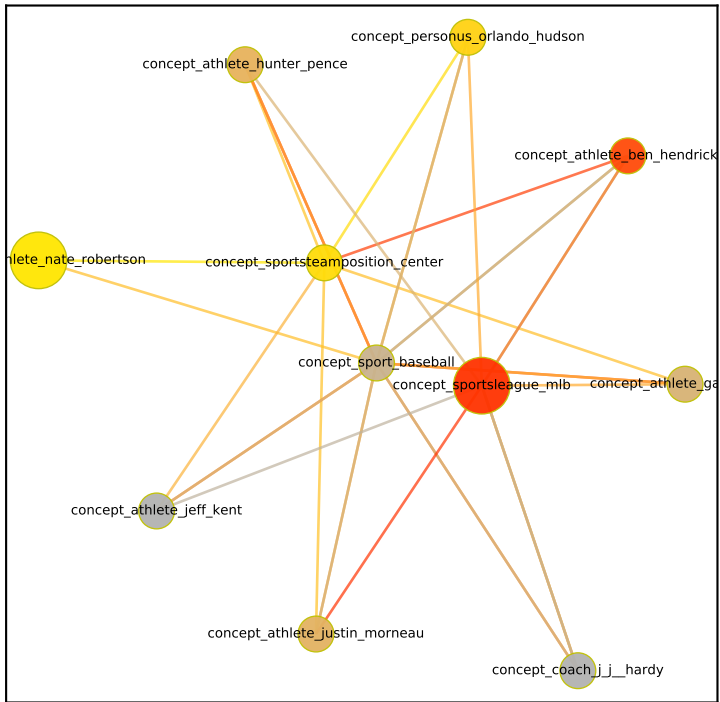 concept_personus_orlando_hudson
concept_athlete_hunter_pence
concept_athlete_ben_hendrick
hlete_nate_robertson
concept_sportsteamposition_center
concept_sport_baseball
concept_sportsleague_mlb
concept_athlete_ga
concept_athlete_jeff_kent
concept_athlete_justin_morneau
concept_coach_j_j__hardy